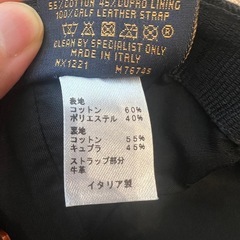 55/COTTON 45/CUPRO LINING
100/CALF LEATHER STRAP
CLEAN BY SPECIALIST ONLY
MADE IN ITALY
NX1221 M76745
表地
コットン 60%
ポリエステル 40%
裏地
コットン 55%
キュプラ 45%
ストラップ部分
牛革
イタリア製